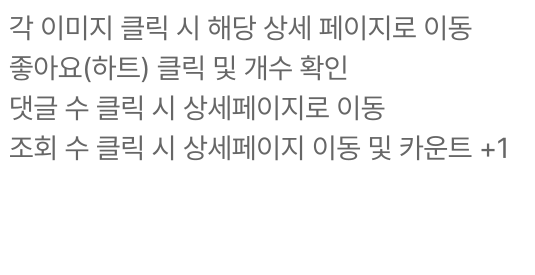 각 이미지 클릭 시 해당 상세 페이지로 이동
좋아요(하트) 클릭 및 개수 확인
댓글 수 클릭 시 상세페이지로 이동
조회 수 클릭 시 상세페이지 이동 및 카운트 +1